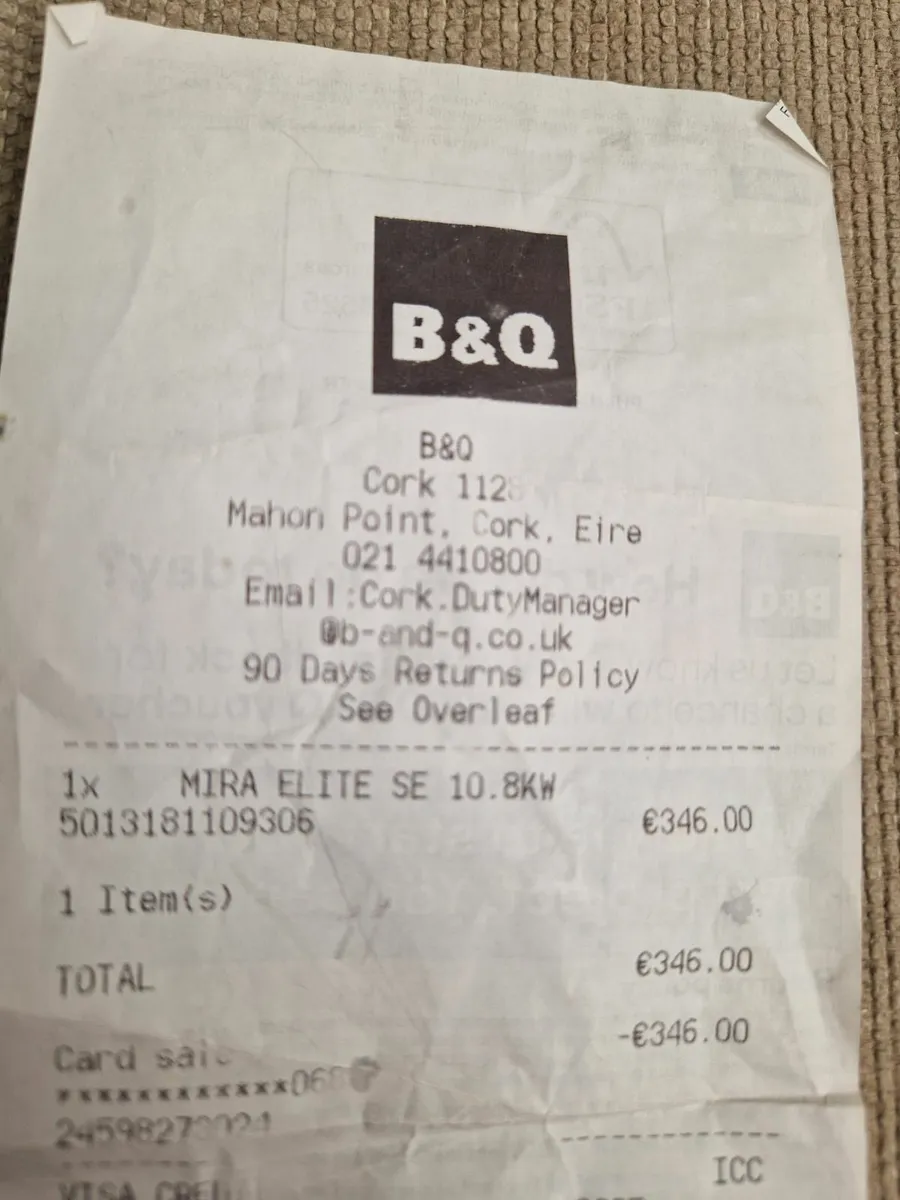 B&Q
B&Q
Cork 112
Mahon Point, Cork, Eire
021 4410800
Email:Cork.DutyManager
@b-and-q.co.uk
90 Days Returns Policy
See Overleaf
1x MIRA ELITE SE 10.8KW
5013181109306 €346.00
1 Item(s)
TOTAL €346.00
-€346.00
Card
ICC
VISA